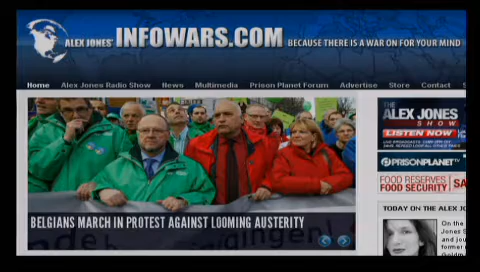 ALEX JONES' INFOWARS.COM BECAUSE THERE IS A WAR ON FOR YOUR MIND
Home Alex Jones Radio Show News Multimedia Prison Planet Forum Advertise Store Contact
BELGIANS MARCH IN PROTEST AGAINST LOOMING AUSTERITY
THE
ALEX JONES
SHOW
LISTEN NOW
PRISONPLANET TV
FOOD RESERVES
FOOD SECURITY SA
TODAY ON THE ALEX JO
On the
Jones S
and jou
former
Goldm